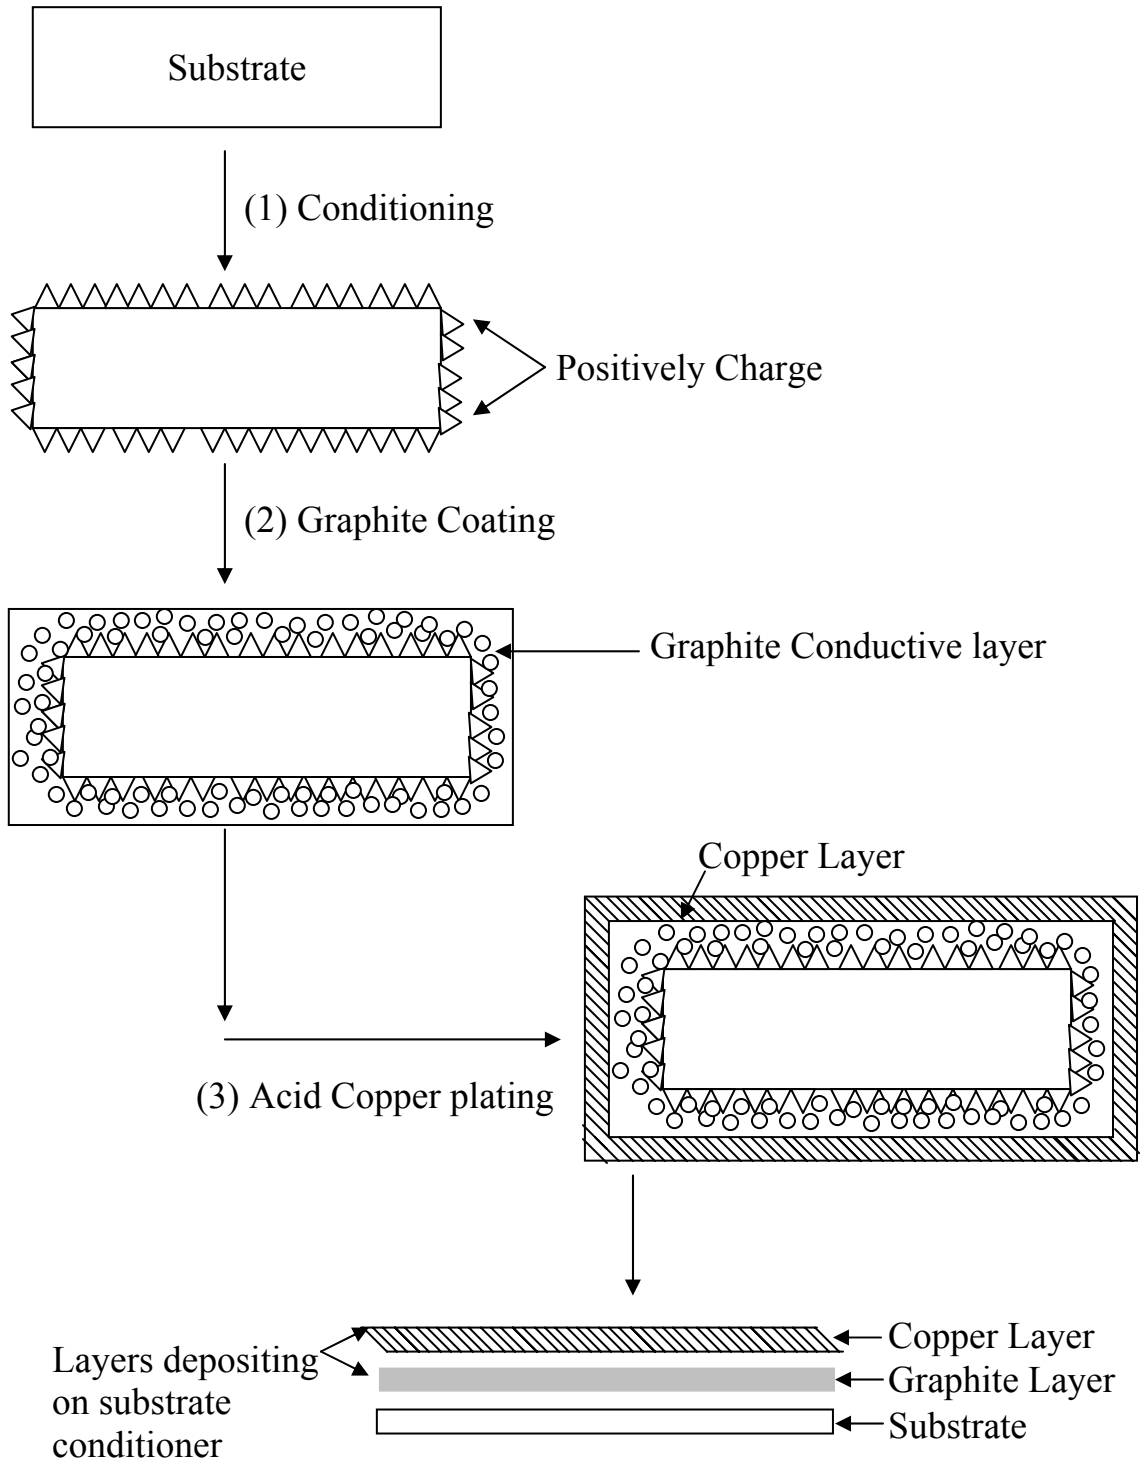 Substrate
(1) Conditioning
Positively Charge
(2) Graphite Coating
Graphite Conductive layer
Copper Layer
(3) Acid Copper plating
Layers depositing
on substrate
conditioner
Copper Layer
Graphite Layer
Substrate